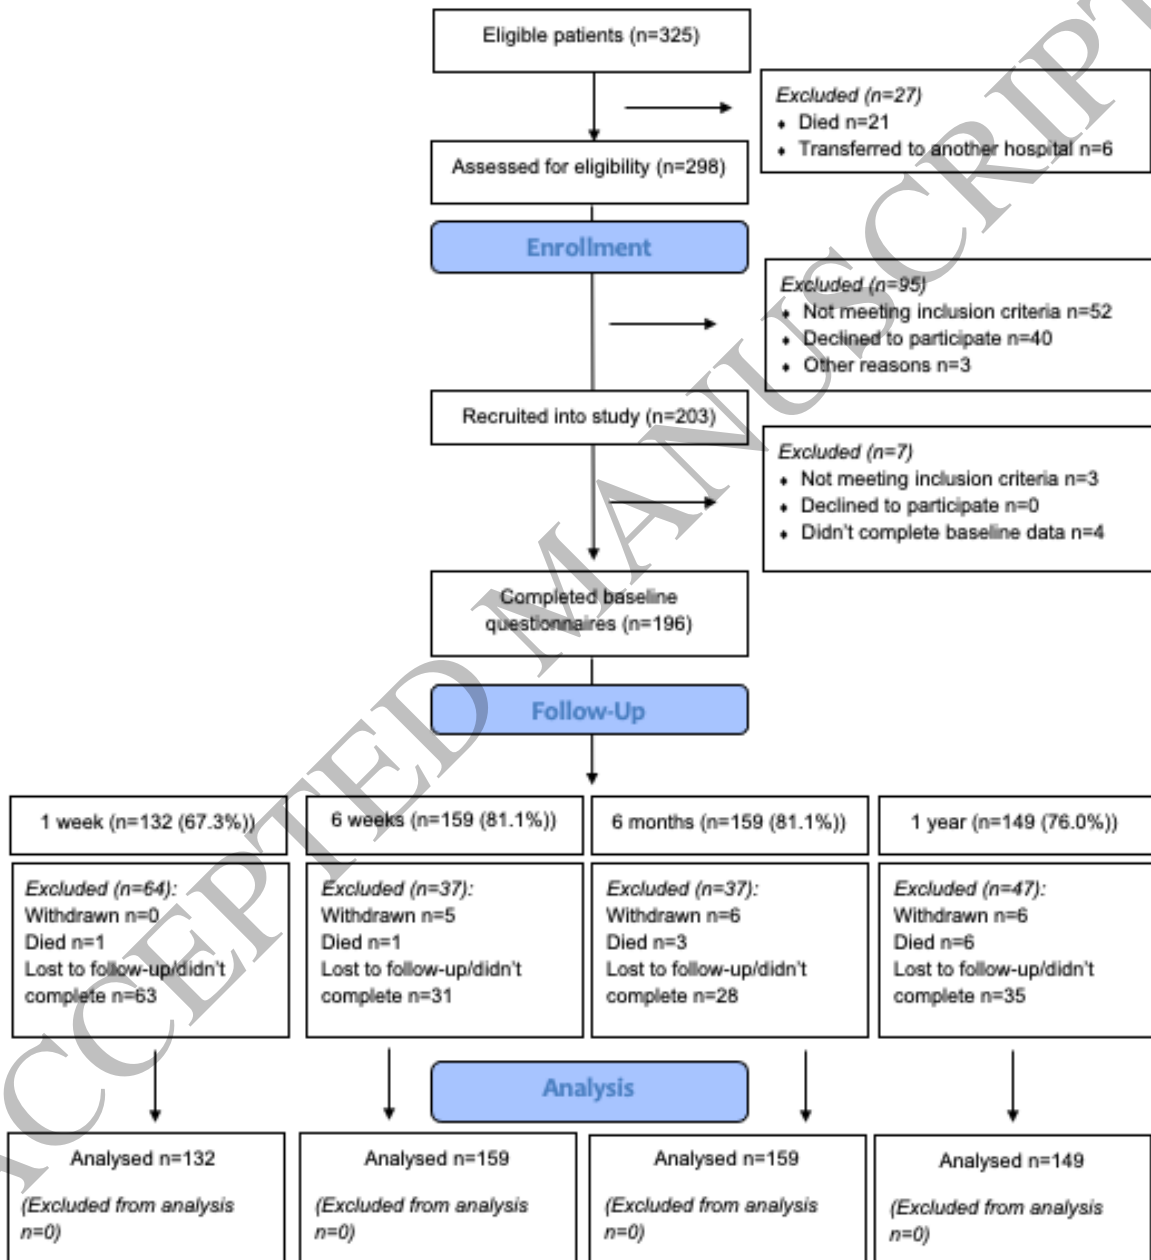 Eligible patients (n=325)
Excluded (n=27)
♦ Died n=21
♦ Transferred to another hospital n=6
Assessed for eligibility (n=298)
Enrollment
Excluded (n=95)
♦ Not meeting inclusion criteria n=52
♦ Declined to participate n=40
♦ Other reasons n=3
Recruited into study (n=203)
Excluded (n=7)
♦ Not meeting inclusion criteria n=3
♦ Declined to participate n=0
♦ Didn't complete baseline data n=4
Completed baseline
questionnaires (n=196)
Follow-Up
1 week (n=132 (67.3%))
6 weeks (n=159 (81.1%))
6 months (n=159 (81.1%))
1 year (n=149 (76.0%))
Excluded (n=64):
Withdrawn n=0
Died n=1
Lost to follow-up/didn't
complete n=63
Excluded (n=37):
Withdrawn n=5
Died n=1
Lost to follow-up/didn't
complete n=31
Excluded (n=37):
Withdrawn n=6
Died n=3
Lost to follow-up/didn't
complete n=28
Excluded (n=47):
Withdrawn n=6
Died n=6
Lost to follow-up/didn't
complete n=35
Analysis
Analysed n=132
(Excluded from analysis
n=0)
Analysed n=159
(Excluded from analysis
n=0)
Analysed n=159
(Excluded from analysis
n=0)
Analysed n=149
(Excluded from analysis
n=0)
ACCEPTED MANUSCRIPT